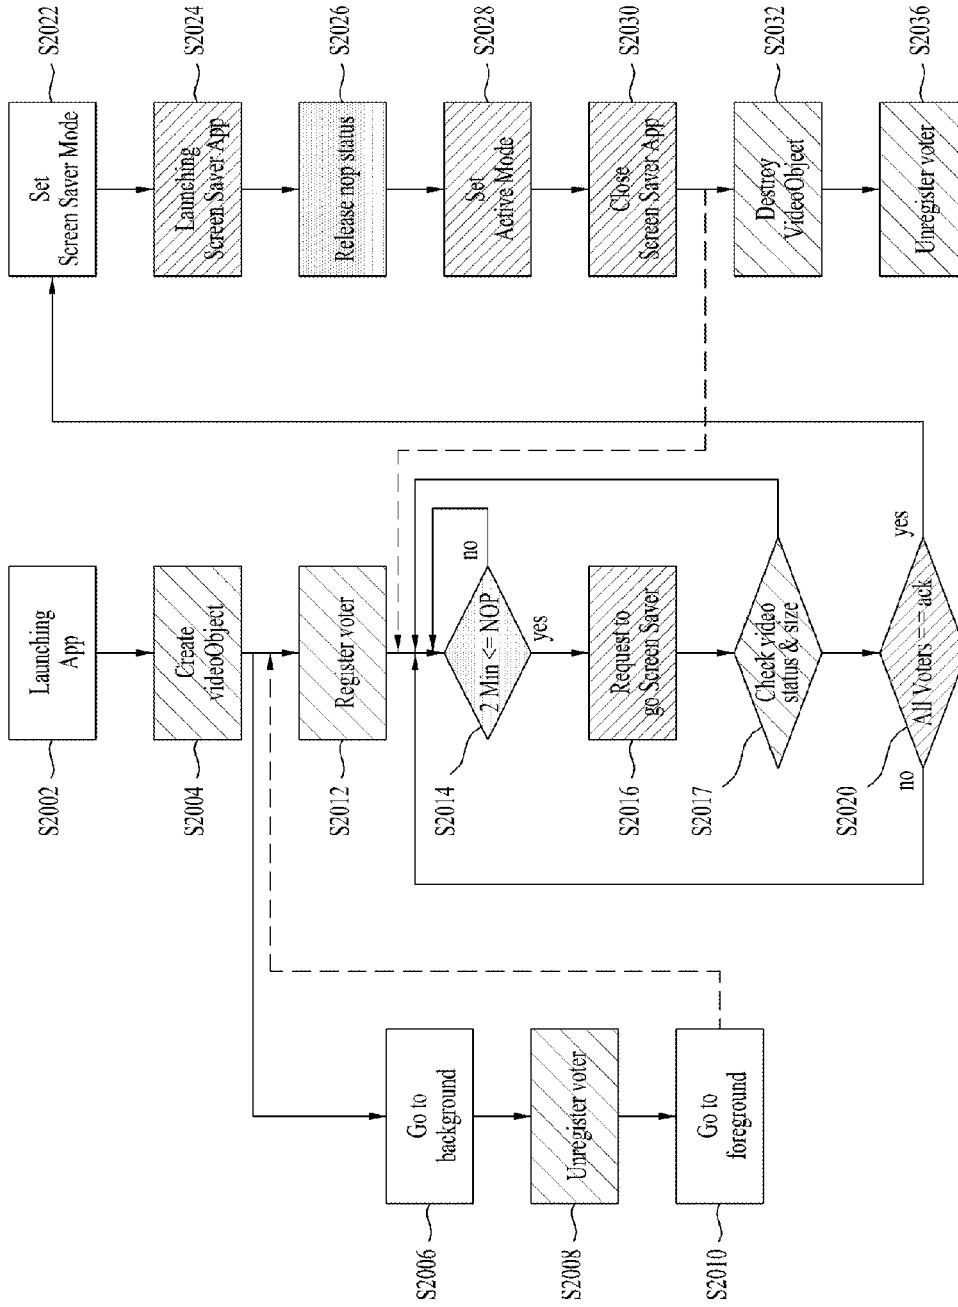 S2002
Launching
App
S2004
Create
videoObject
S2006
Go to
background
S2008
Unregister voter
S2010
Go to
foreground
S2012
Register voter
S2014
2 Min <= NOP
no
yes
S2016
Request to
go Screen Saver
S2017
Check video
status & size
S2020
All Voters == ack
no
yes
S2022
Set
Screen Saver Mode
S2024
Launching
Screen Saver App
S2026
Release nop status
S2028
Set
Active Mode
S2030
Close
Screen Saver App
S2032
Destroy
VideoObject
S2036
Unregister voter